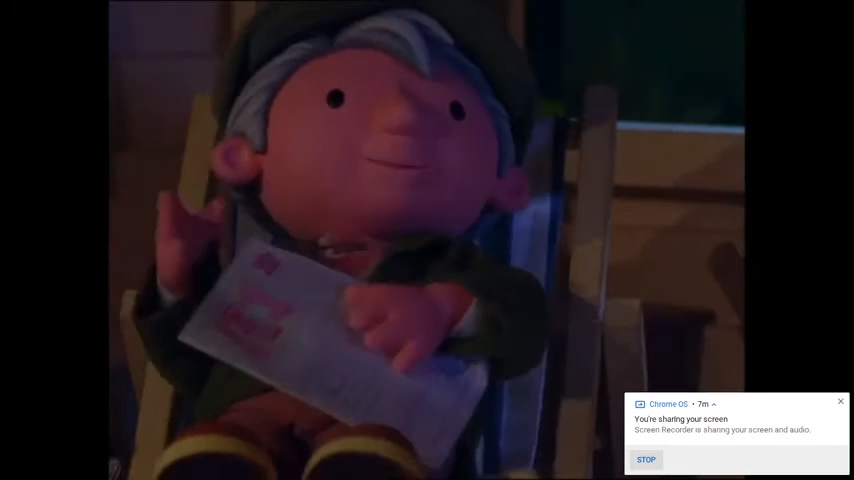 Chrome OS • 7m
You're sharing your screen
Screen Recorder is sharing your screen and audio.
STOP